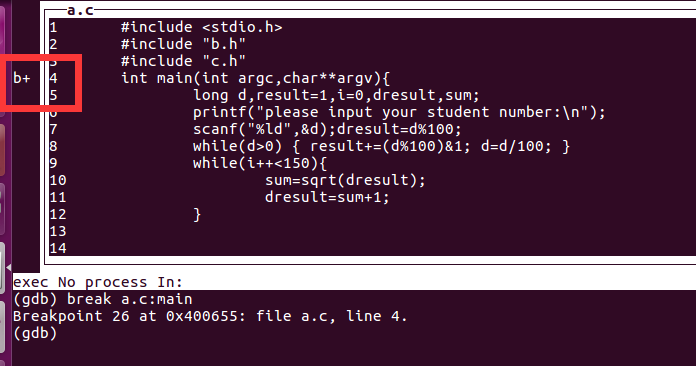 a.c
1 #include <stdio.h>
2 #include "b.h"
3 #include "c.h"
b+ 4 int main(int argc,char**argv){
5 long d,result=1,i=0,dresult,sum;
6 printf("please input your student number:\n");
7 scanf("%ld",&d);dresult=d%100;
8 while(d>0) { result+=(d%100)&1; d=d/100; }
9 while(i++<150){
10 sum=sqrt(dresult);
11 dresult=sum+1;
12 }
13
14
exec No process In:
(gdb) break a.c:main
Breakpoint 26 at 0x400655: file a.c, line 4.
(gdb)